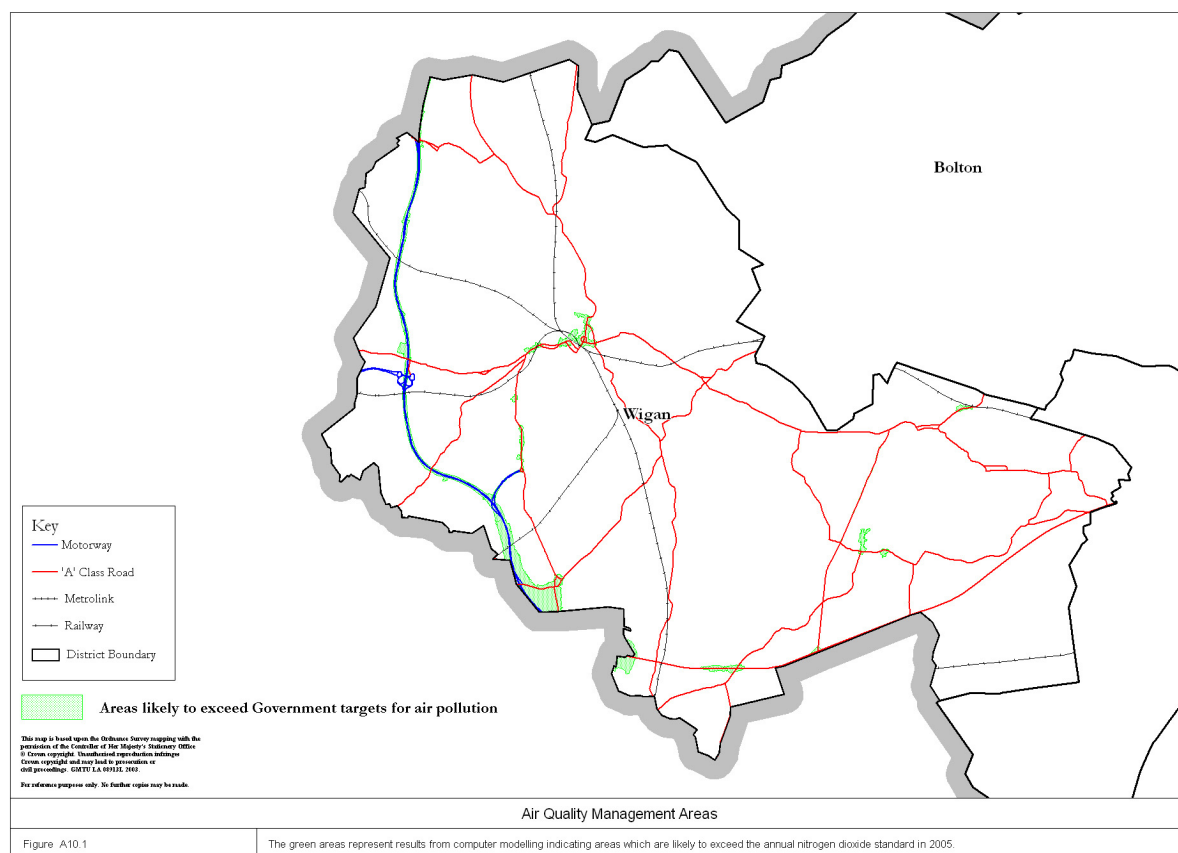 Bolton
Wigan
Key
Motorway
'A' Class Road
Metrolink
Railway
District Boundary
Areas likely to exceed Government targets for air pollution
This map is based upon the Ordnance Survey mapping with the
permission of the Controller of Her Majesty's Stationery Office
© Crown copyright. Unauthorised reproduction infringes
Crown copyright and may lead to prosecution or
civil proceedings. GMTU LA 08913L 2003.
For reference purposes only. No further copies may be made.
Air Quality Management Areas
Figure A10.1
The green areas represent results from computer modelling indicating areas which are likely to exceed the annual nitrogen dioxide standard in 2005.